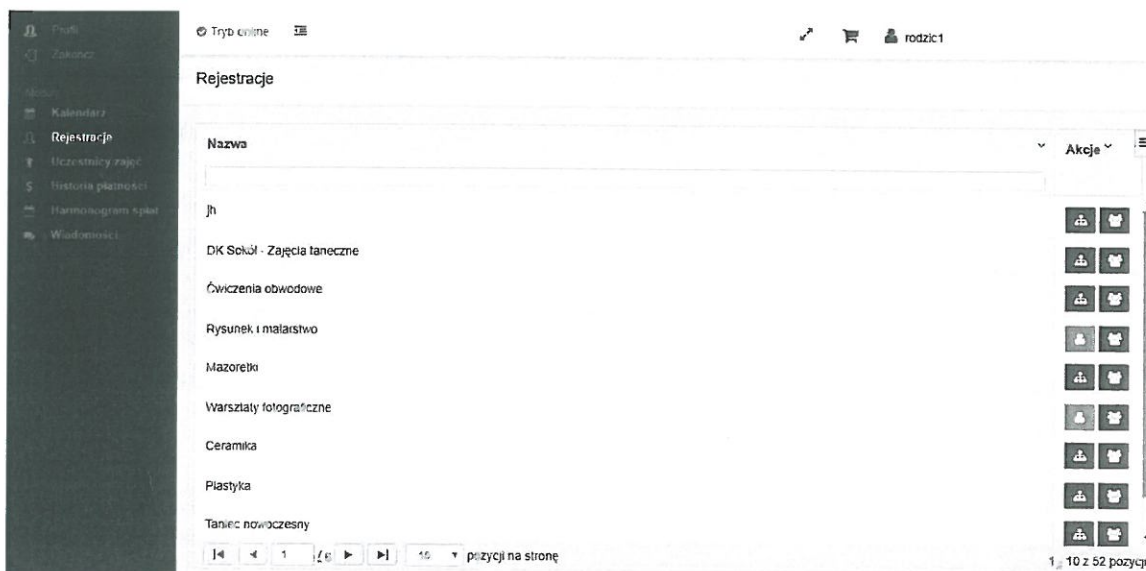 Profil
Zakończ
Kalendarz
Rejestracje
Uczestnicy zajęć
Historia płatności
Harmonogram spłat
Wiadomości
Tryb online
rodzic1
Rejestracje
Nazwa
Akcje
jh
DK Sokół - Zajęcia taneczne
Ćwiczenia obwodowe
Rysunek i malarstwo
Mazoretki
Warsztaty fotograficzne
Ceramika
Plastyka
Taniec nowoczesny
1 / 6 10 pozycji na stronę
1 - 10 z 52 pozycji